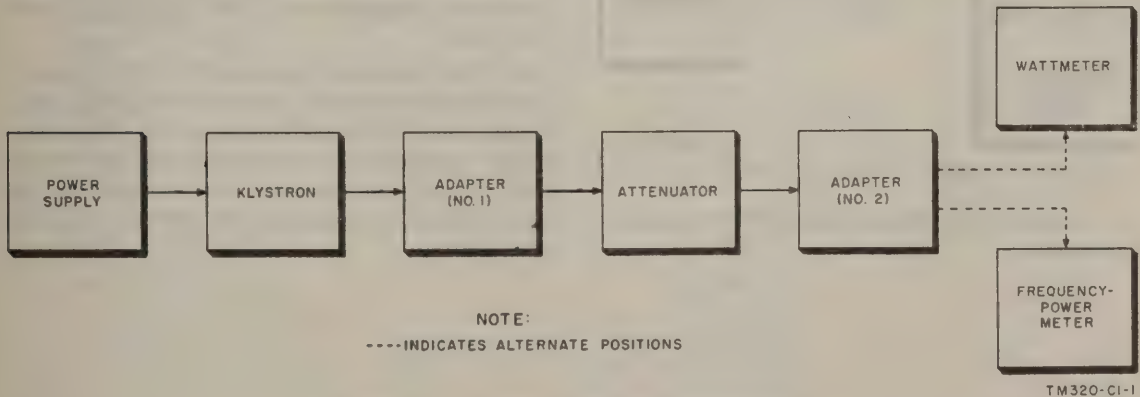 POWER
SUPPLY
KLYSTRON
ADAPTER
(NO. 1)
ATTENUATOR
ADAPTER
(NO. 2)
WATTMETER
FREQUENCY-
POWER
METER
NOTE:
----INDICATES ALTERNATE POSITIONS
TM320-C1-1